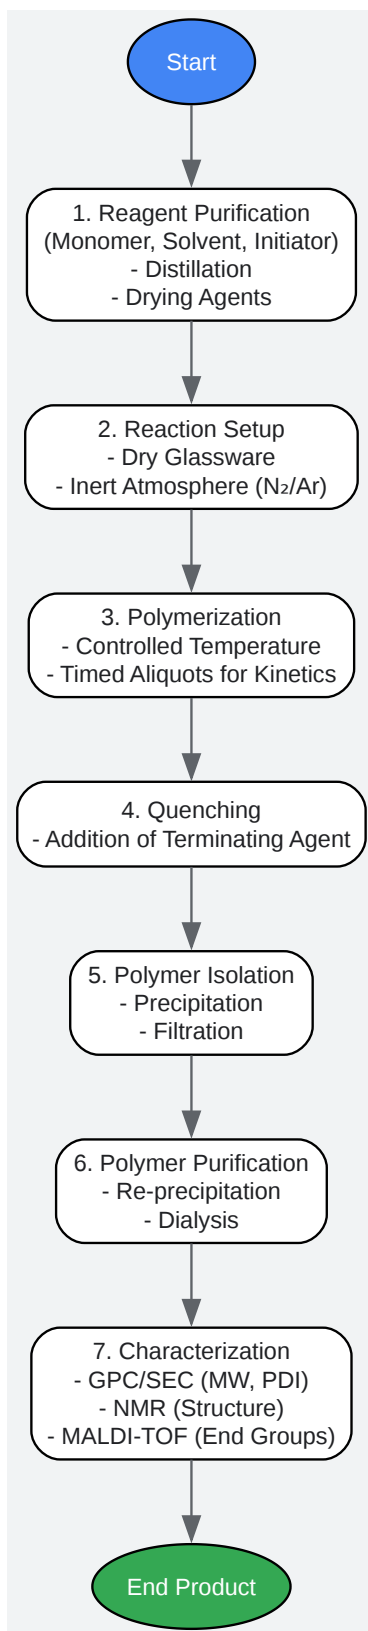 Start
1. Reagent Purification
(Monomer, Solvent, Initiator)
- Distillation
- Drying Agents
2. Reaction Setup
- Dry Glassware
- Inert Atmosphere (N₂/Ar)
3. Polymerization
- Controlled Temperature
- Timed Aliquots for Kinetics
4. Quenching
- Addition of Terminating Agent
5. Polymer Isolation
- Precipitation
- Filtration
6. Polymer Purification
- Re-precipitation
- Dialysis
7. Characterization
- GPC/SEC (MW, PDI)
- NMR (Structure)
- MALDI-TOF (End Groups)
End Product